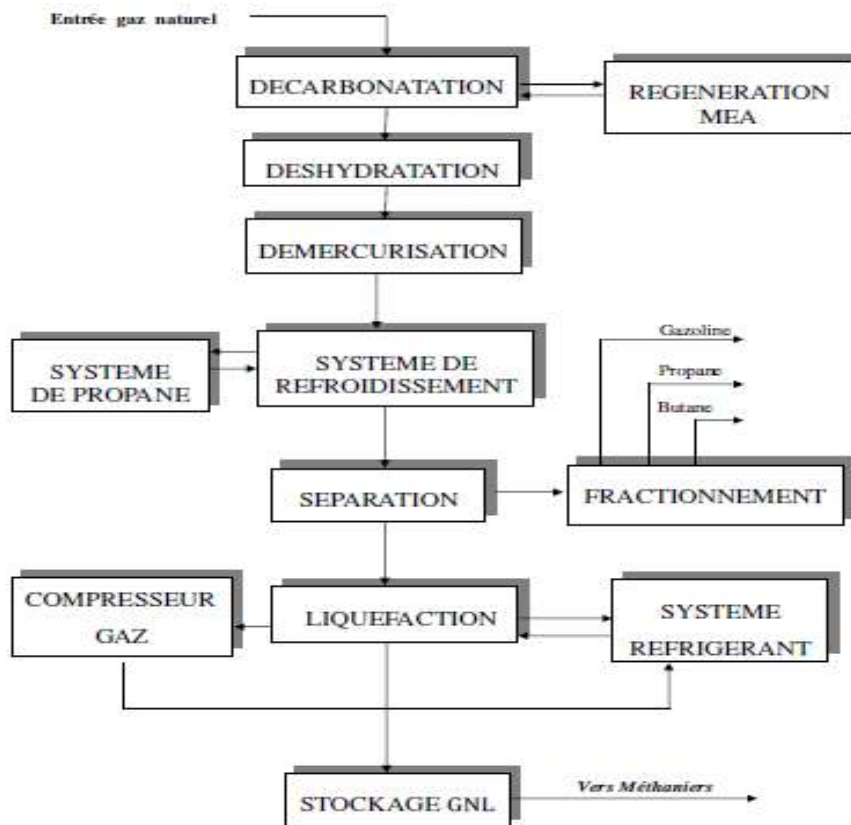 Entrée gaz naturel
DECARBONATATION
REGENERATION
MEA
DESHYDRATATION
DEMERCURISATION
SYSTEME
DE PROPANE
SYSTEME DE
REFROIDISSEMENT
Gazoline
Propane
Butane
SEPARATION
FRACTIONNEMENT
COMPRESSEUR
GAZ
LIQUEFACTION
SYSTEME
REFRIGERANT
STOCKAGE GNL
Vers Méthaniers